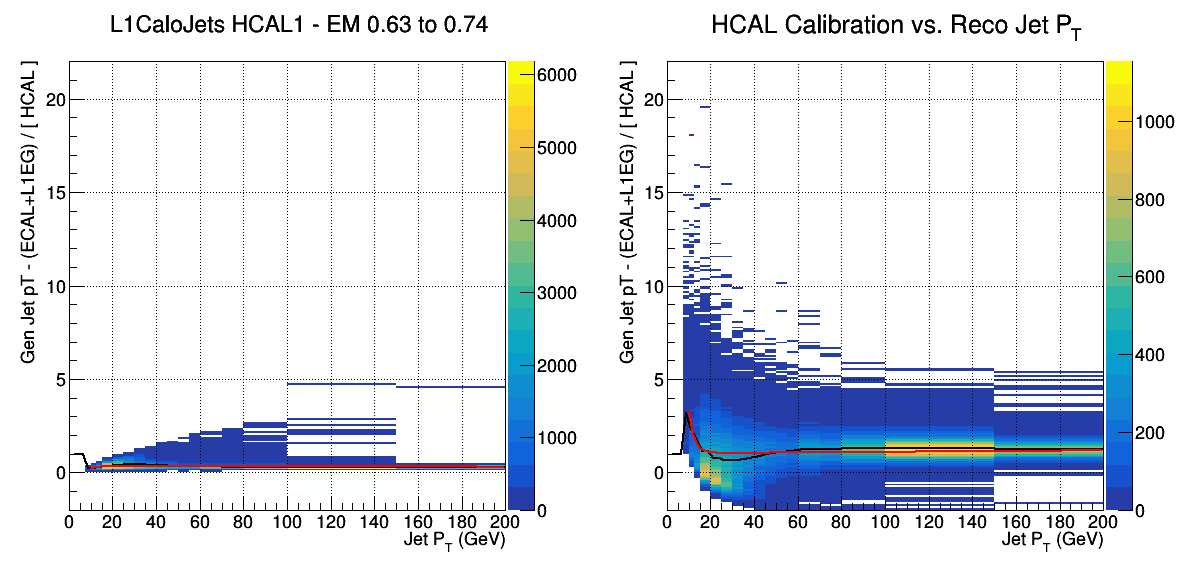 L1CaloJets HCAL1 - EM 0.63 to 0.74
Gen Jet pT - (ECAL+L1EG) / [ HCAL ]
20
15
10
5
0
0 20 40 60 80 100 120 140 160 180 200
Jet P_T (GeV)
6000
5000
4000
3000
2000
1000
0
HCAL Calibration vs. Reco Jet P_T
Gen Jet pT - (ECAL+L1EG) / [ HCAL ]
20
15
10
5
0
0 20 40 60 80 100 120 140 160 180 200
Jet P_T (GeV)
1000
800
600
400
200
0